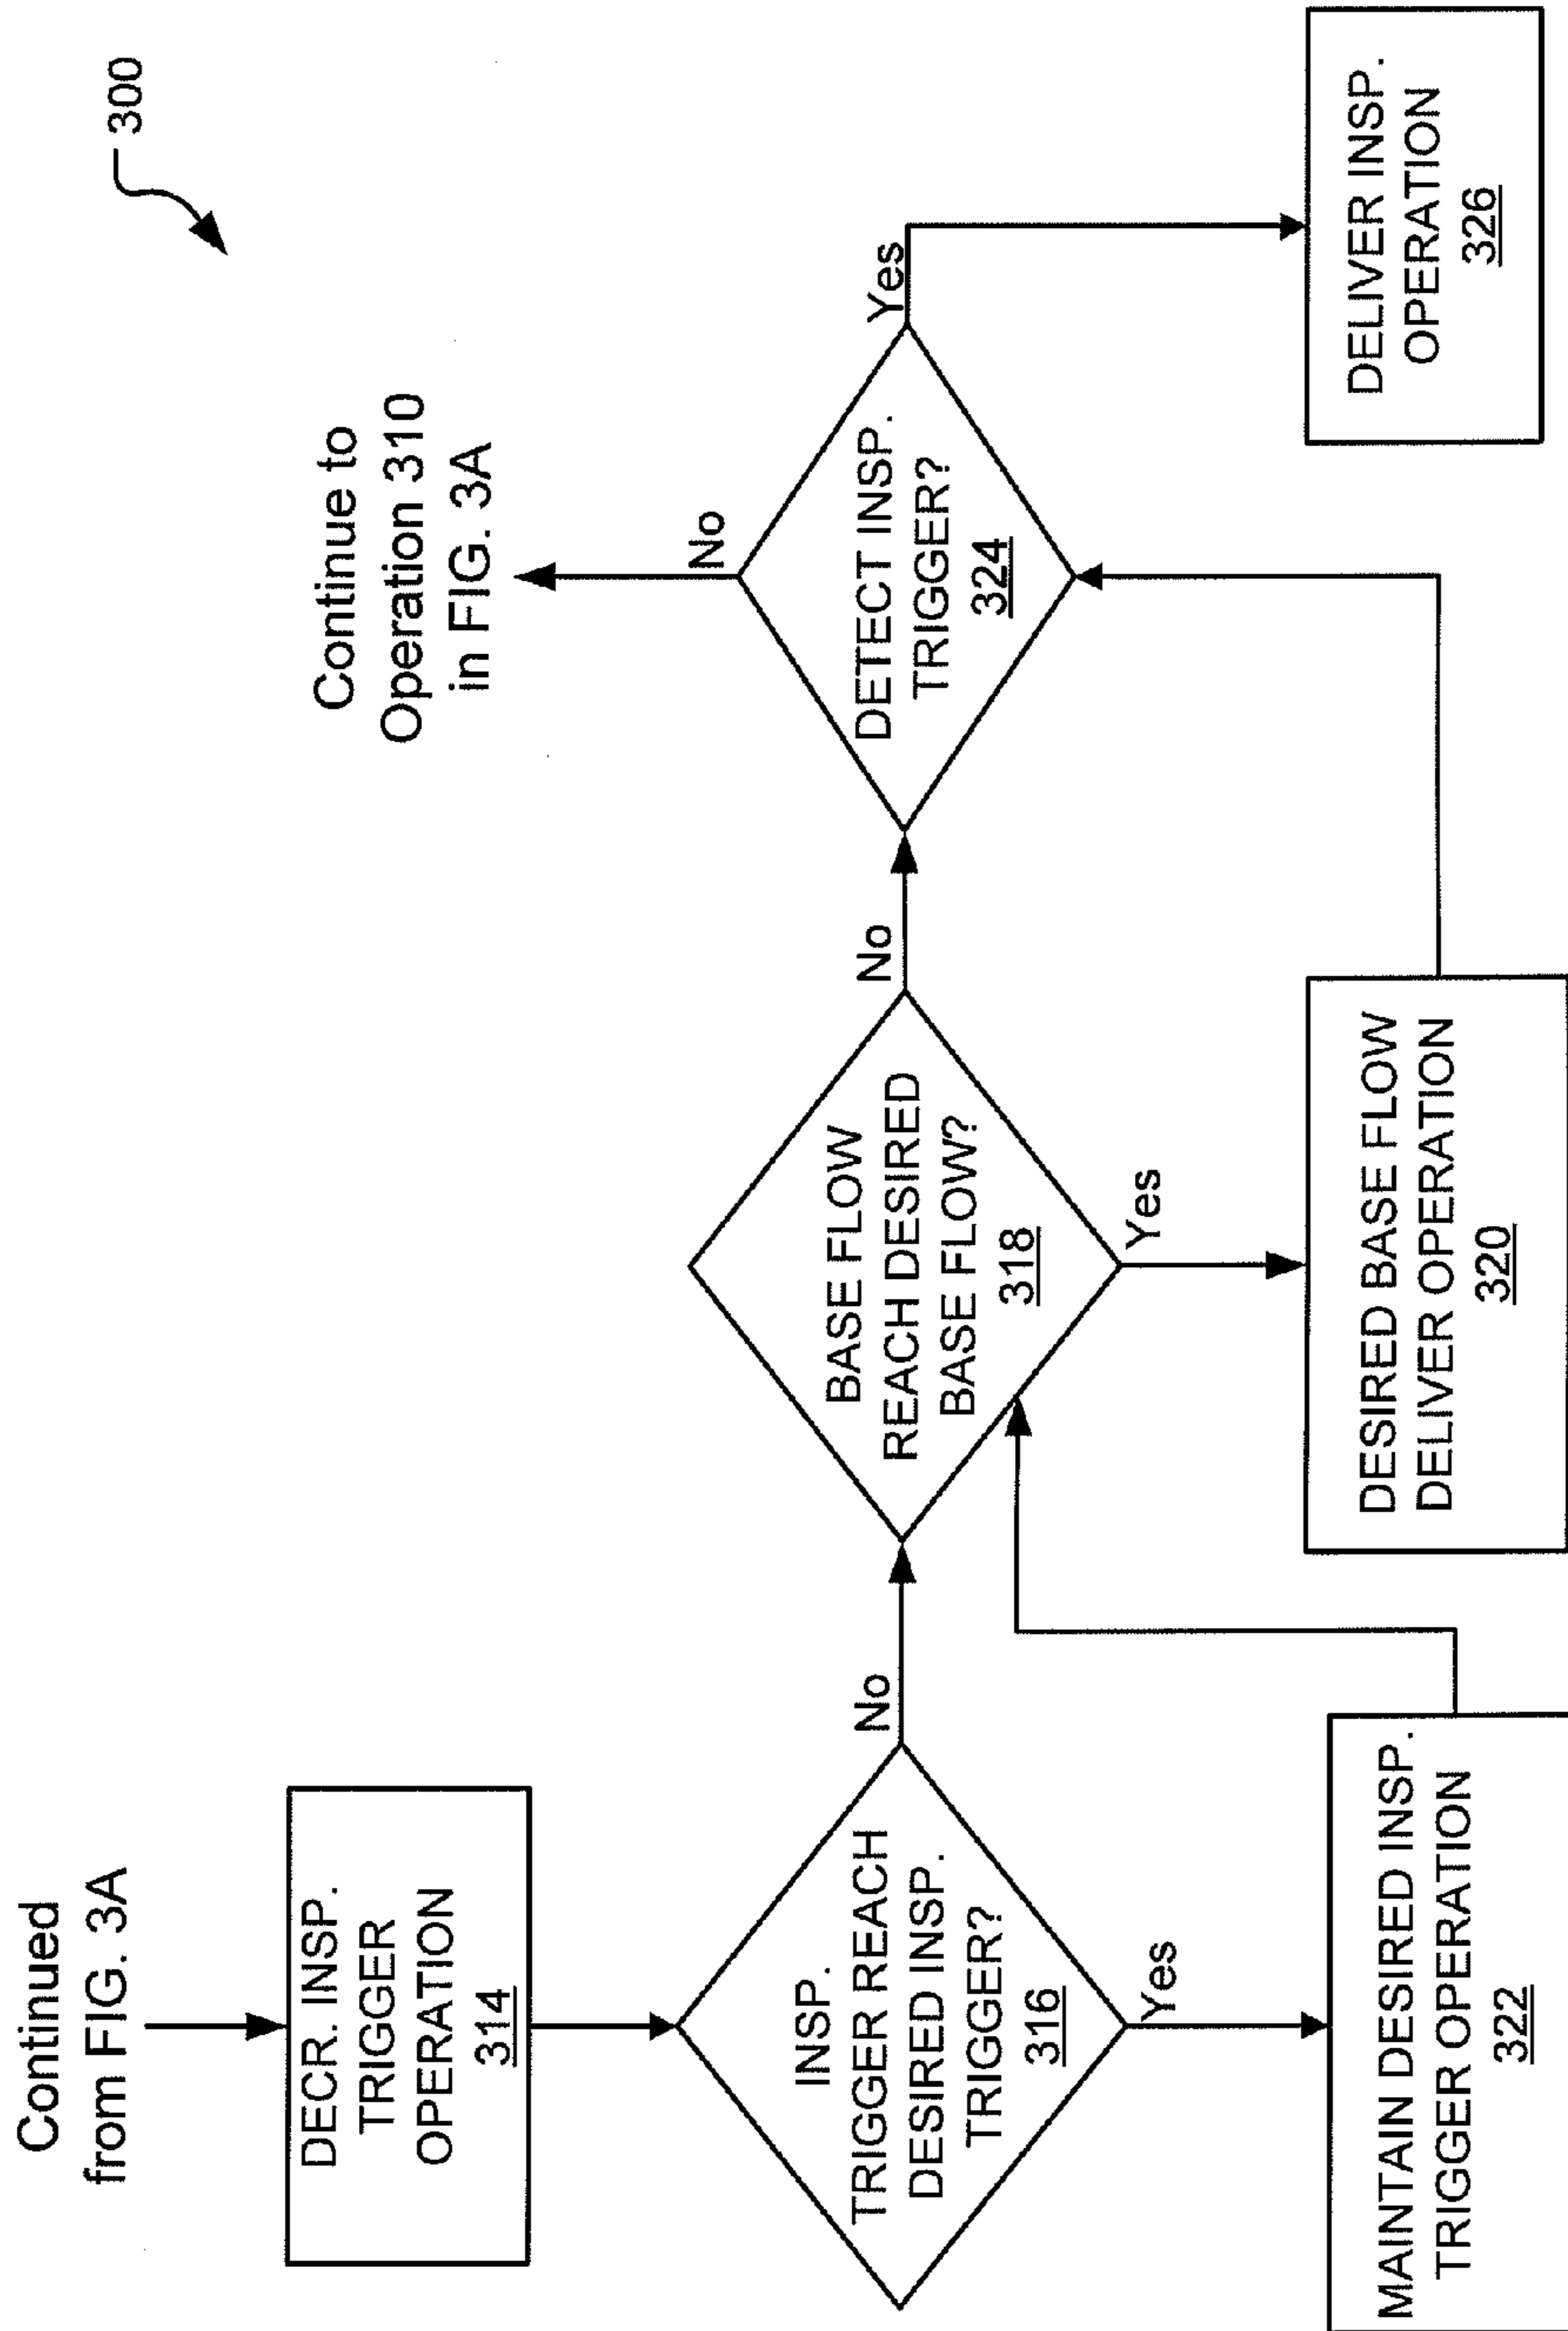 300
Continued
from FIG. 3A
DECR. INSP.
TRIGGER
OPERATION
314
INSP.
TRIGGER REACH
DESIRED INSP.
TRIGGER?
316
No
Yes
MAINTAIN DESIRED INSP.
TRIGGER OPERATION
322
BASE FLOW
REACH DESIRED
BASE FLOW?
318
No
Yes
DESIRED BASE FLOW
DELIVER OPERATION
320
Continue to
Operation 310
in FIG. 3A
No
DETECT INSP.
TRIGGER?
324
Yes
DELIVER INSP.
OPERATION
326